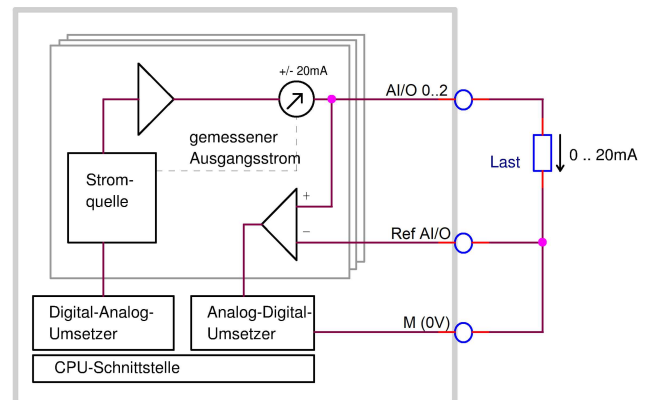 +/- 20mA
AI/O 0..2
gemessener
Ausgangsstrom
Last
0 .. 20mA
Strom-
quelle
+
−
Ref AI/O
Digital-Analog-
Umsetzer
Analog-Digital-
Umsetzer
M (0V)
CPU-Schnittstelle